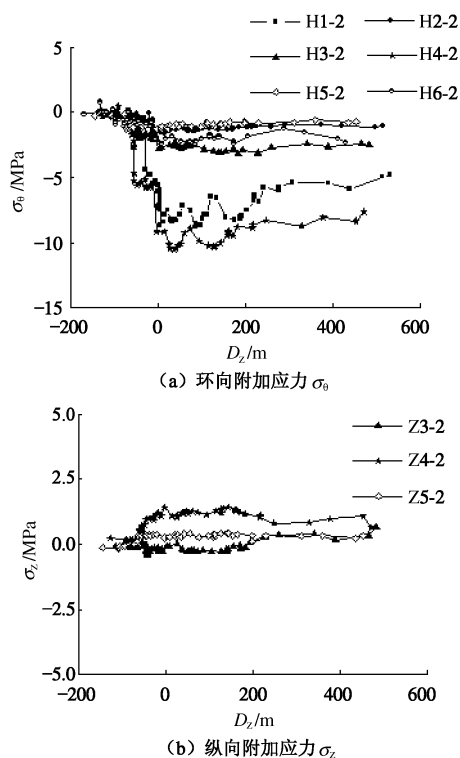 H1-2 H2-2
H3-2 H4-2
H5-2 H6-2
5
0
−5
−10
−15
σθ /MPa
−200 0 200 400 600
DZ /m
(a) 环向附加应力 σθ
5.0
2.5
0.0
−2.5
−5.0
σZ /MPa
Z3-2
Z4-2
Z5-2
−200 0 200 400 600
DZ /m
(b) 纵向附加应力 σZ